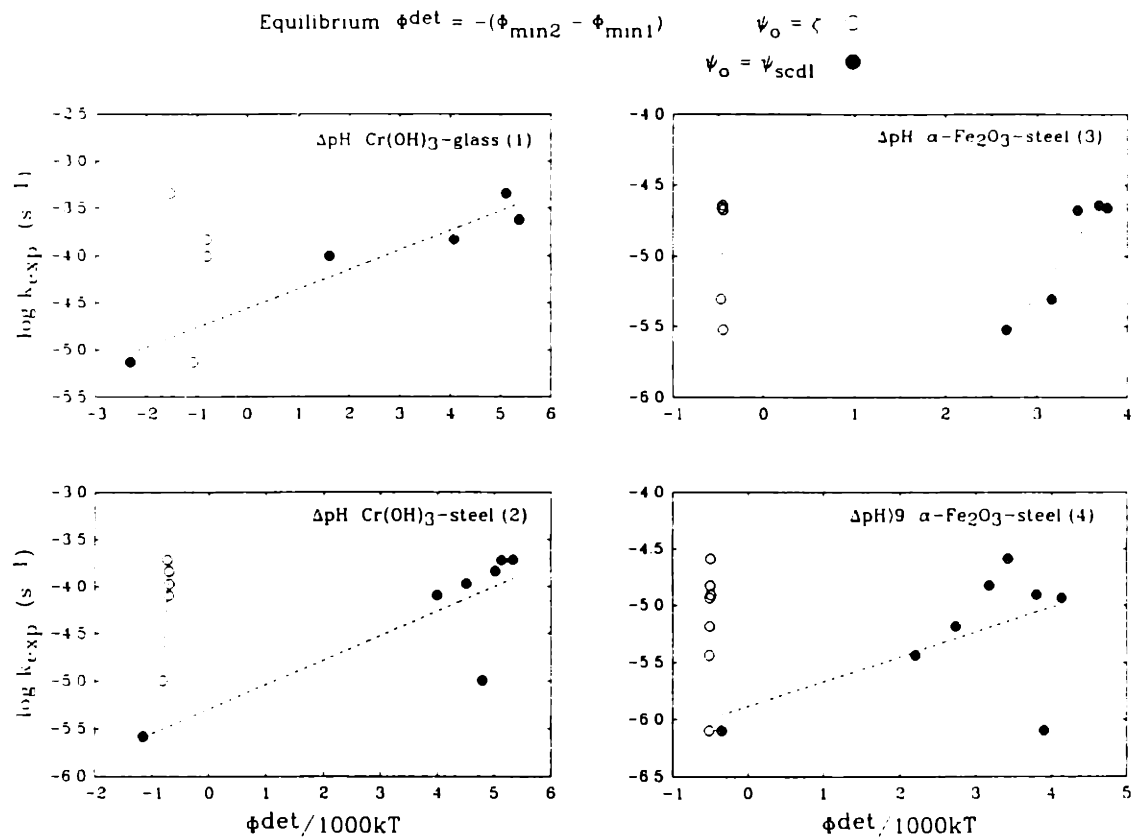 Equilibrium ϕdet = -(ϕmin2 - ϕmin1)
ψo = ζ
ψo = ψscdl
ΔpH Cr(OH)3-glass (1)
log kexp (s-1)
-2 5
-3 0
-3 5
-4 0
-4 5
-5 0
-5 5
-3 -2 -1 0 1 2 3 4 5 6
ΔpH α-Fe2O3-steel (3)
-4 0
-4 5
-5 0
-5 5
-6 0
-1 0 1 2 3 4
ΔpH Cr(OH)3-steel (2)
log kexp (s-1)
-3 0
-3 5
-4 0
-4 5
-5 0
-5 5
-6 0
-2 -1 0 1 2 3 4 5 6
ϕdet/1000kT
ΔpH)9 α-Fe2O3-steel (4)
-4 0
-4 5
-5 0
-5 5
-6 0
-6 5
-1 0 1 2 3 4 5
ϕdet/1000kT